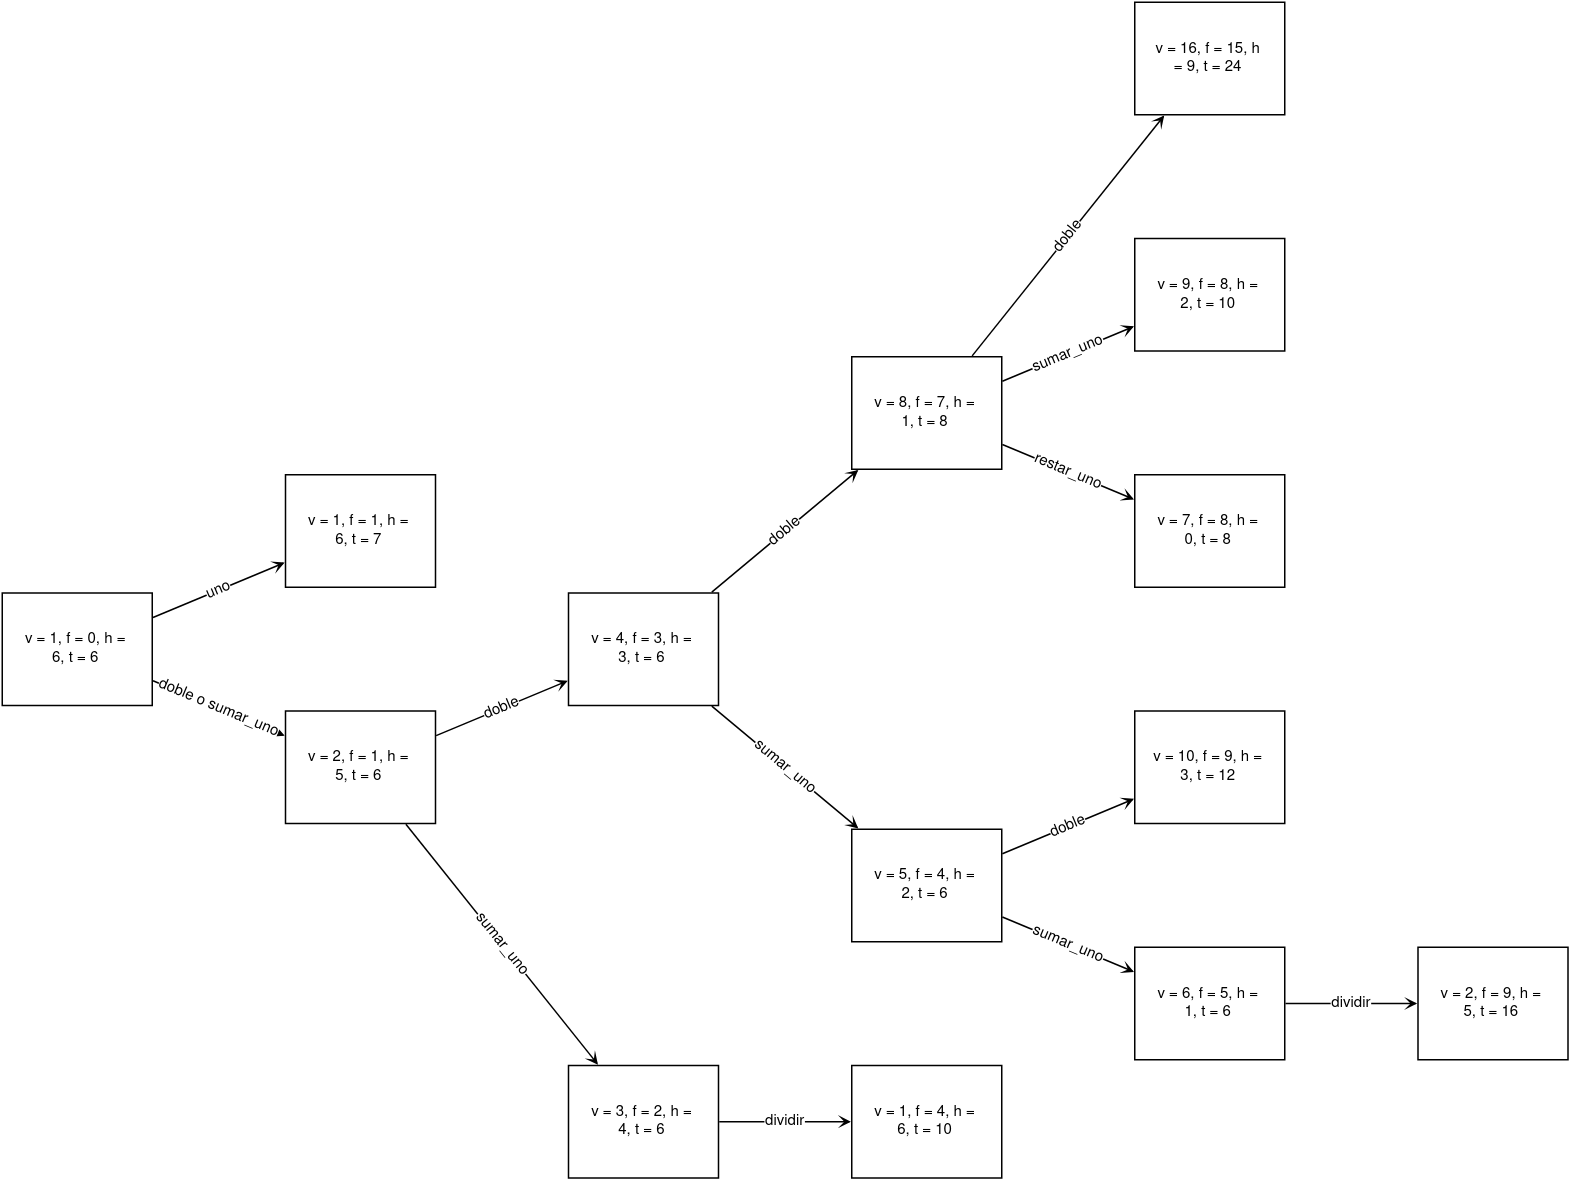 v = 16, f = 15, h
= 9, t = 24
doble
v = 9, f = 8, h =
2, t = 10
sumar_uno
v = 8, f = 7, h =
1, t = 8
restar_uno
v = 7, f = 8, h =
0, t = 8
v = 1, f = 1, h =
6, t = 7
doble
uno
v = 1, f = 0, h =
6, t = 6
v = 4, f = 3, h =
3, t = 6
doble o sumar_uno
doble
v = 2, f = 1, h =
5, t = 6
sumar_uno
v = 10, f = 9, h =
3, t = 12
doble
v = 5, f = 4, h =
2, t = 6
sumar_uno
sumar_uno
v = 6, f = 5, h =
1, t = 6
dividir
v = 2, f = 9, h =
5, t = 16
v = 3, f = 2, h =
4, t = 6
dividir
v = 1, f = 4, h =
6, t = 10